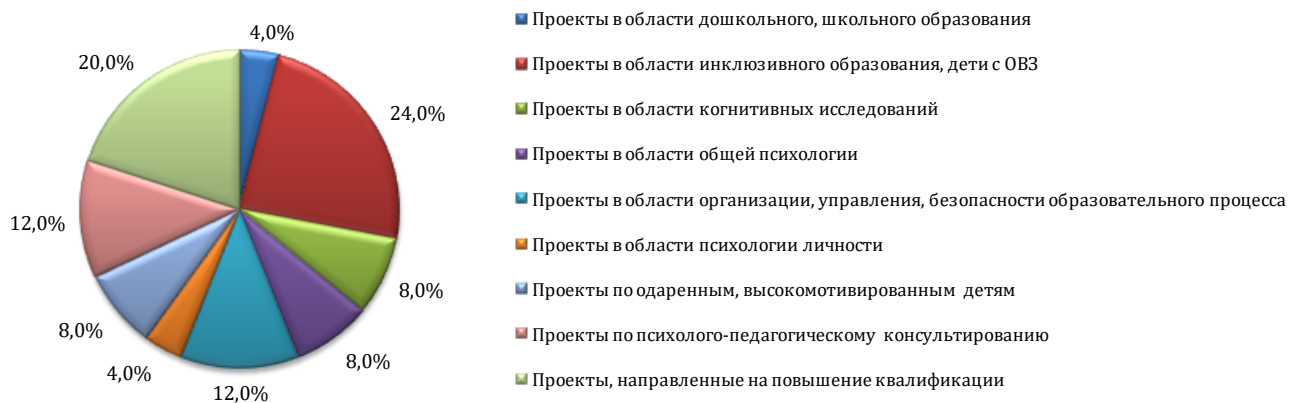 4,0%
24,0%
8,0%
8,0%
12,0%
4,0%
8,0%
12,0%
20,0%
Проекты в области дошкольного, школьного образования
Проекты в области инклюзивного образования, дети с ОВЗ
Проекты в области когнитивных исследований
Проекты в области общей психологии
Проекты в области организации, управления, безопасности образовательного процесса
Проекты в области психологии личности
Проекты по одаренным, высокомотивированным детям
Проекты по психолого-педагогическому консультированию
Проекты, направленные на повышение квалификации